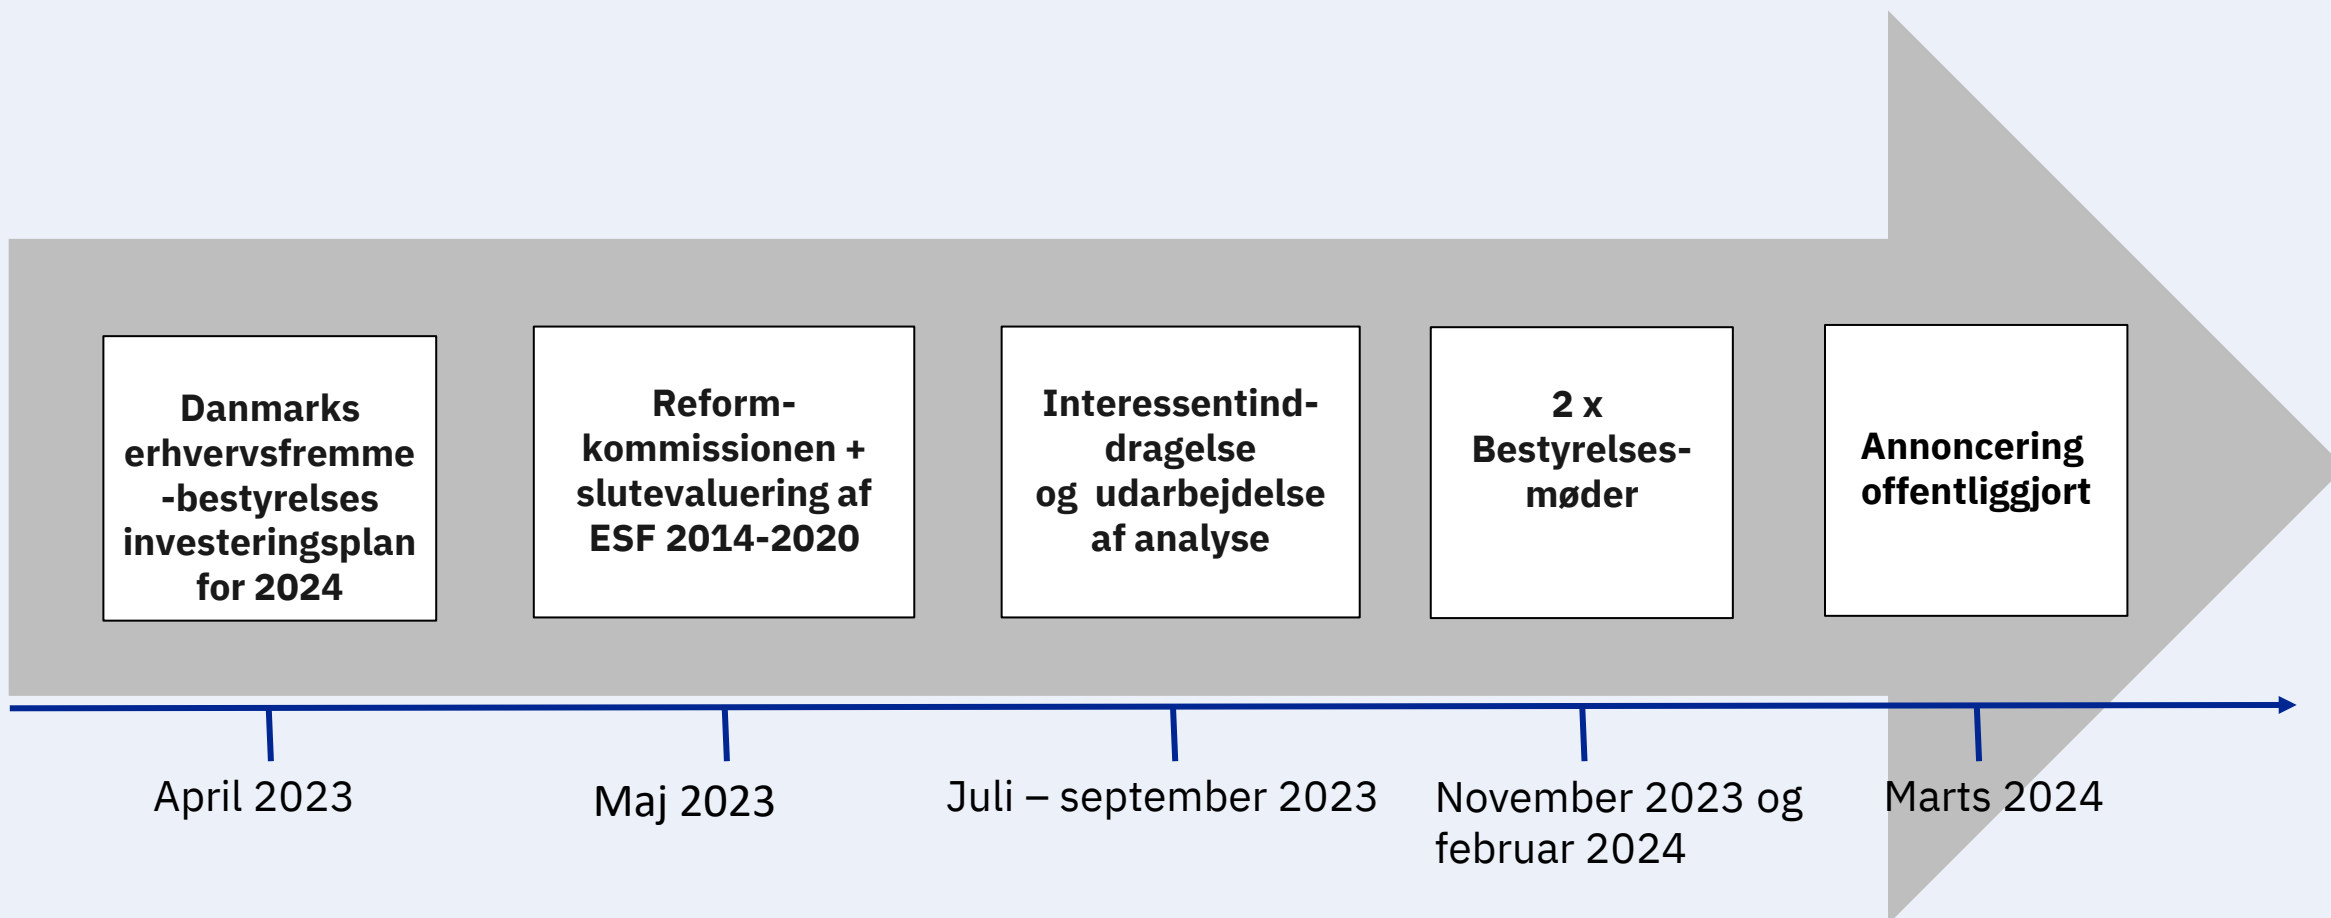 Danmarks
erhvervsfremme
-bestyrelses
investeringsplan
for 2024
Reform-
kommissionen +
slutevaluering af
ESF 2014-2020
Interessentind-
dragelse
og udarbejdelse
af analyse
2 x
Bestyrelses-
møder
Annoncering
offentliggjort
April 2023
Maj 2023
Juli – september 2023
November 2023 og
februar 2024
Marts 2024